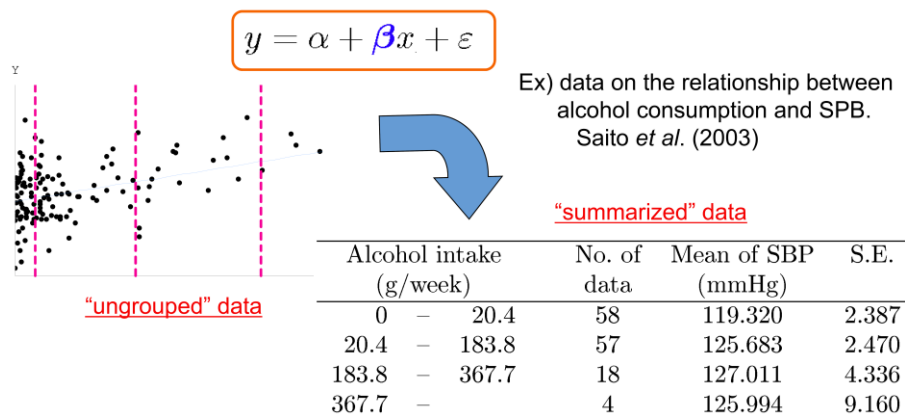 y = α + βx + ε
Y
Ex) data on the relationship between
alcohol consumption and SPB.
Saito et al. (2003)
"ungrouped" data
"summarized" data
Alcohol intake No. of Mean of SBP S.E.
(g/week) data (mmHg)
0 – 20.4 58 119.320 2.387
20.4 – 183.8 57 125.683 2.470
183.8 – 367.7 18 127.011 4.336
367.7 – 4 125.994 9.160